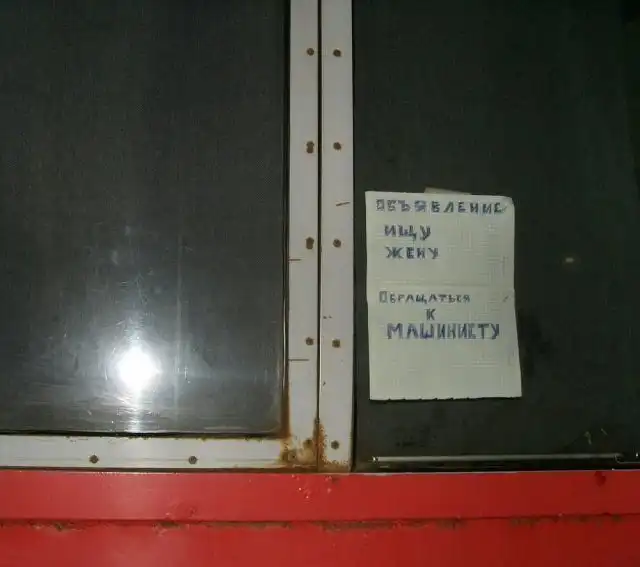 ОБЪЯВЛЕНИЕ
ИЩУ
ЖЕНУ
ОБРАЩАТЬСЯ
К
МАШИНИСТУ